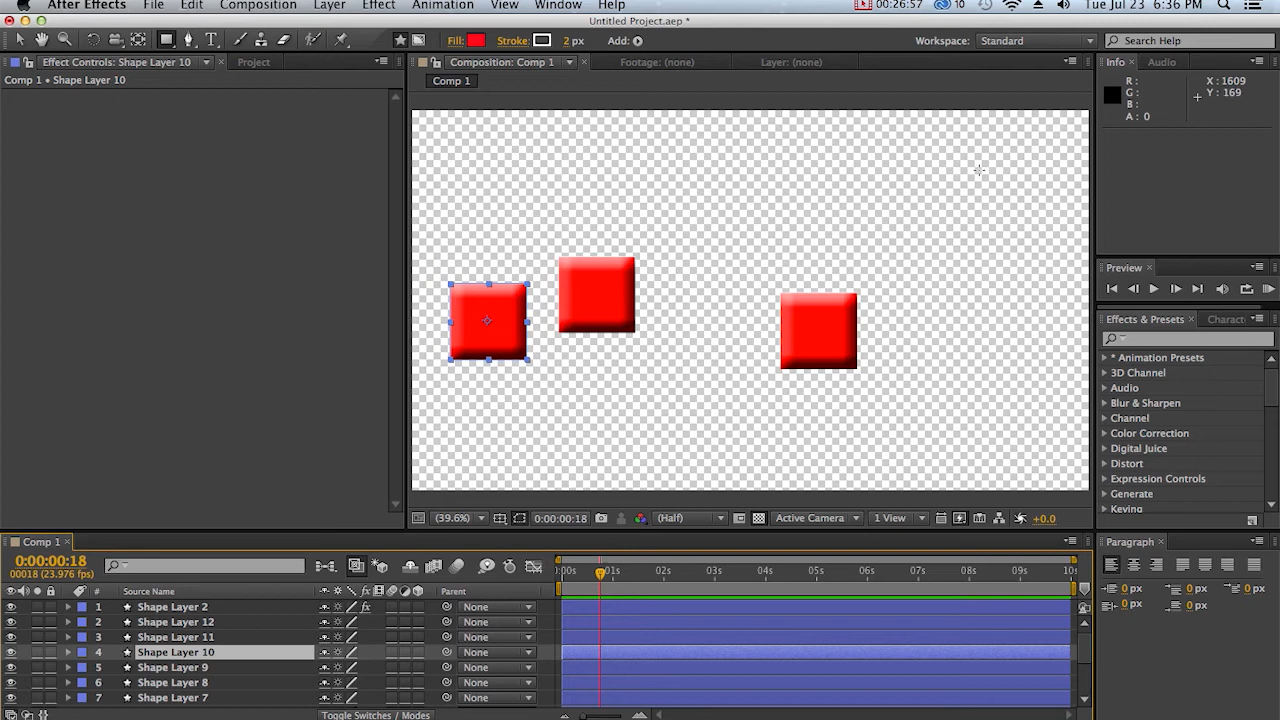 After Effects File Edit Composition Layer Effect Animation View Window Help 00:26:57 10 Tue Jul 23 6:36 PM
Untitled Project.aep *
Fill: Stroke: 2 px Add: Workspace: Standard Search Help
Effect Controls: Shape Layer 10 Project Composition: Comp 1 Footage: (none) Layer: (none) Info Audio
Comp 1 • Shape Layer 10 Comp 1
R: X : 1609
G: Y : 169
B:
A : 0
Preview
Effects & Presets Charact
* Animation Presets
3D Channel
Audio
Blur & Sharpen
Channel
Color Correction
Digital Juice
Distort
Expression Controls
Generate
Keying
(39.6%) 0:00:00:18 (Half) Active Camera 1 View +0.0
Comp 1 Paragraph
0:00:00:18
00018 (23.976 fps)
:00s 01s 02s 03s 04s 05s 06s 07s 08s 09s 10s
0 px 0 px 0 px
0 px 0 px
# Source Name fx Parent
1 Shape Layer 2 fx None
2 Shape Layer 12 None
3 Shape Layer 11 None
4 Shape Layer 10 None
5 Shape Layer 9 None
6 Shape Layer 8 None
7 Shape Layer 7 None
Toggle Switches / Modes